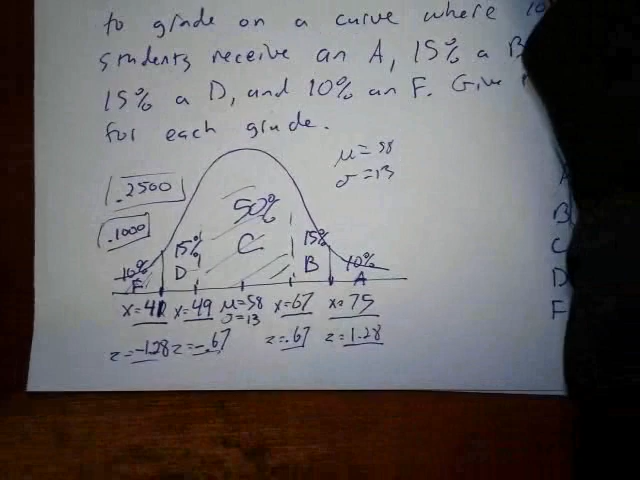 to grade on a curve where 10
students receive an A, 15% a B
15% a D, and 10% an F. Give
for each grade.
μ=58
σ=13
.2500
.1000
10% F
15% D
50% C
15% B
10% A
x=41 x=49 μ=58 x=67 x=75
σ=13
z=-1.28 z=-.67 z=.67 z=1.28
A
B
C
D
F